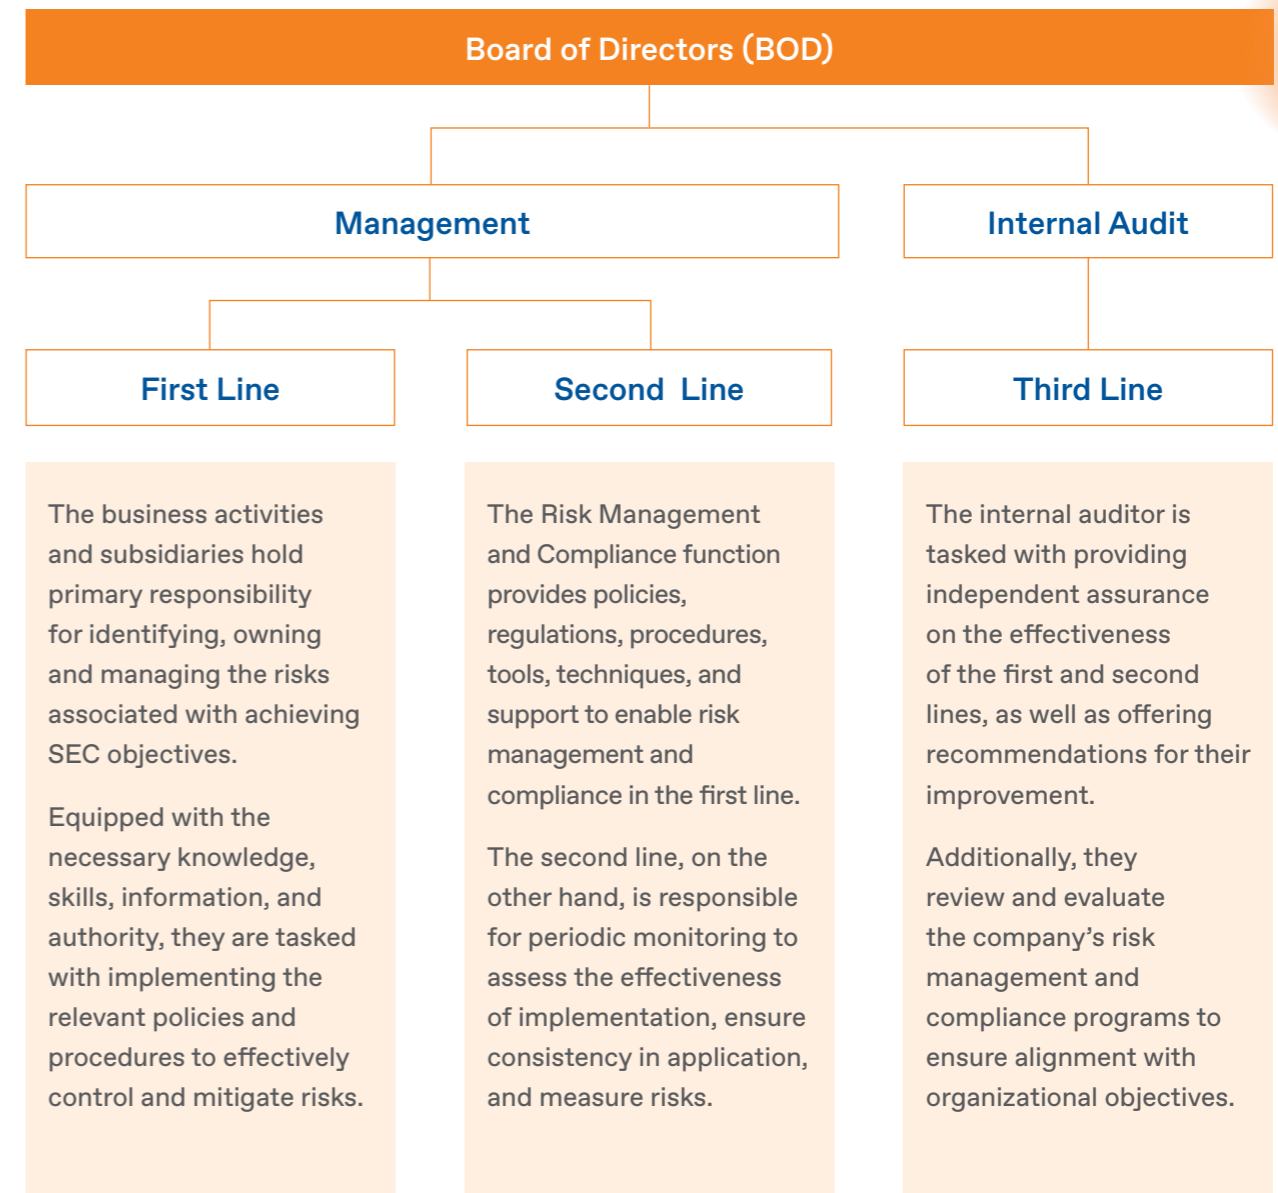 Board of Directors (BOD)
Management
Internal Audit
First Line
Second Line
Third Line
The business activities
and subsidiaries hold
primary responsibility
for identifying, owning
and managing the risks
associated with achieving
SEC objectives.
Equipped with the
necessary knowledge,
skills, information, and
authority, they are tasked
with implementing the
relevant policies and
procedures to effectively
control and mitigate risks.
The Risk Management
and Compliance function
provides policies,
regulations, procedures,
tools, techniques, and
support to enable risk
management and
compliance in the first line.
The second line, on the
other hand, is responsible
for periodic monitoring to
assess the effectiveness
of implementation, ensure
consistency in application,
and measure risks.
The internal auditor is
tasked with providing
independent assurance
on the effectiveness
of the first and second
lines, as well as offering
recommendations for their
improvement.
Additionally, they
review and evaluate
the company’s risk
management and
compliance programs to
ensure alignment with
organizational objectives.